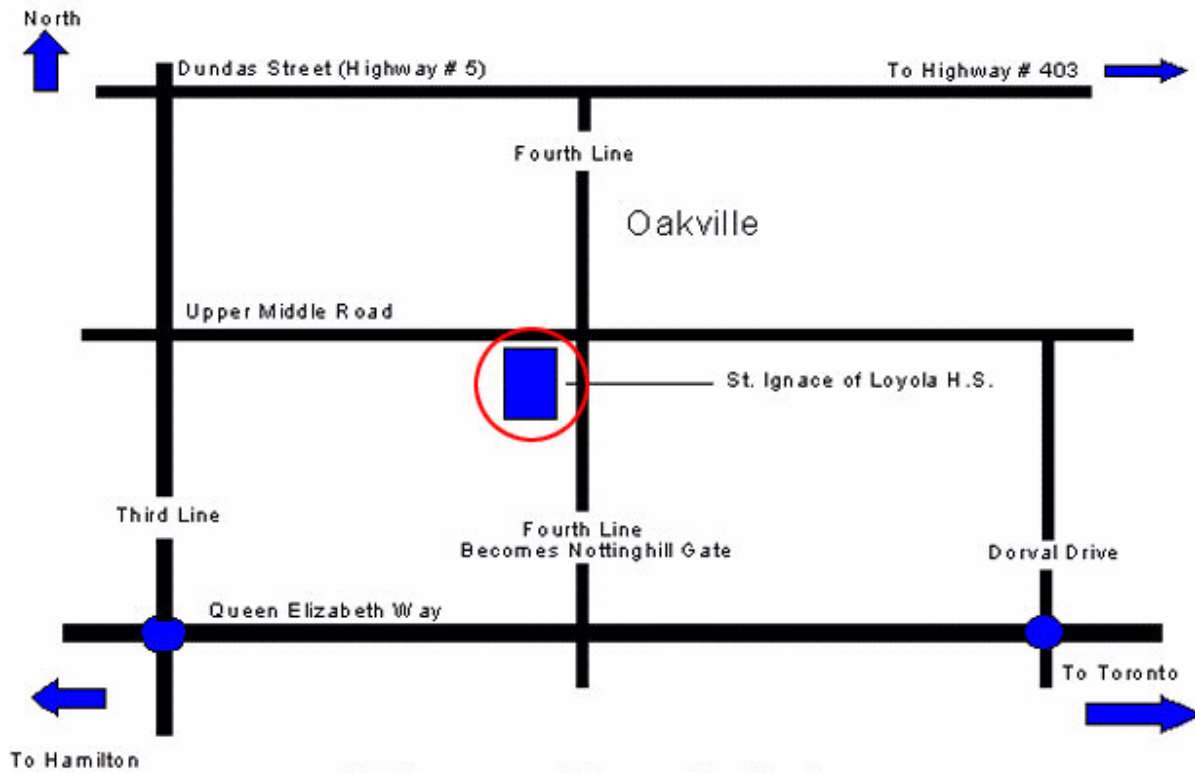 North
Dundas Street (Highway # 5)
To Highway # 403
Fourth Line
Oakville
Upper Middle Road
St. Ignace of Loyola H.S.
Third Line
Fourth Line
Becomes Nottinghill Gate
Dorval Drive
Queen Elizabeth Way
To Toronto
To Hamilton